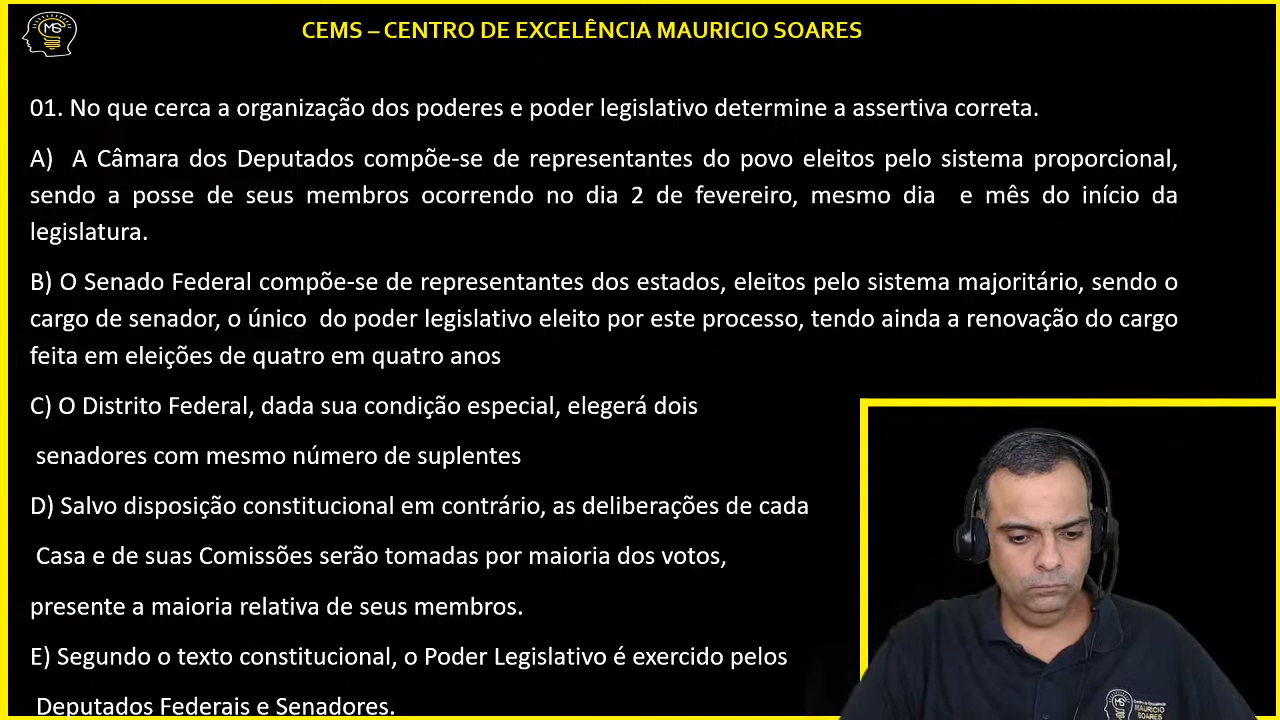 MS
CEMS – CENTRO DE EXCELÊNCIA MAURICIO SOARES
01. No que cerca a organização dos poderes e poder legislativo determine a assertiva correta.
A) A Câmara dos Deputados compõe-se de representantes do povo eleitos pelo sistema proporcional,
sendo a posse de seus membros ocorrendo no dia 2 de fevereiro, mesmo dia e mês do início da
legislatura.
B) O Senado Federal compõe-se de representantes dos estados, eleitos pelo sistema majoritário, sendo o
cargo de senador, o único do poder legislativo eleito por este processo, tendo ainda a renovação do cargo
feita em eleições de quatro em quatro anos
C) O Distrito Federal, dada sua condição especial, elegerá dois
senadores com mesmo número de suplentes
D) Salvo disposição constitucional em contrário, as deliberações de cada
Casa e de suas Comissões serão tomadas por maioria dos votos,
presente a maioria relativa de seus membros.
E) Segundo o texto constitucional, o Poder Legislativo é exercido pelos
Deputados Federais e Senadores.
MS
MAURICIO
SOARES